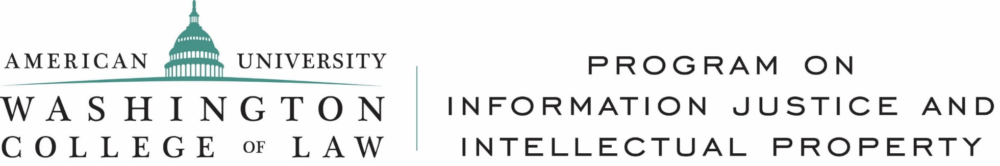 AMERICAN UNIVERSITY
WASHINGTON
COLLEGE OF LAW
PROGRAM ON
INFORMATION JUSTICE AND
INTELLECTUAL PROPERTY